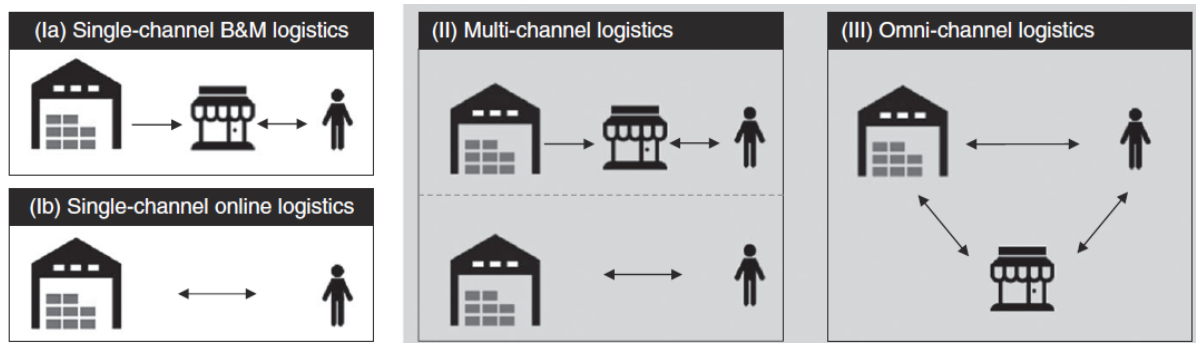 (Ia) Single-channel B&M logistics
(II) Multi-channel logistics
(III) Omni-channel logistics
(Ib) Single-channel online logistics